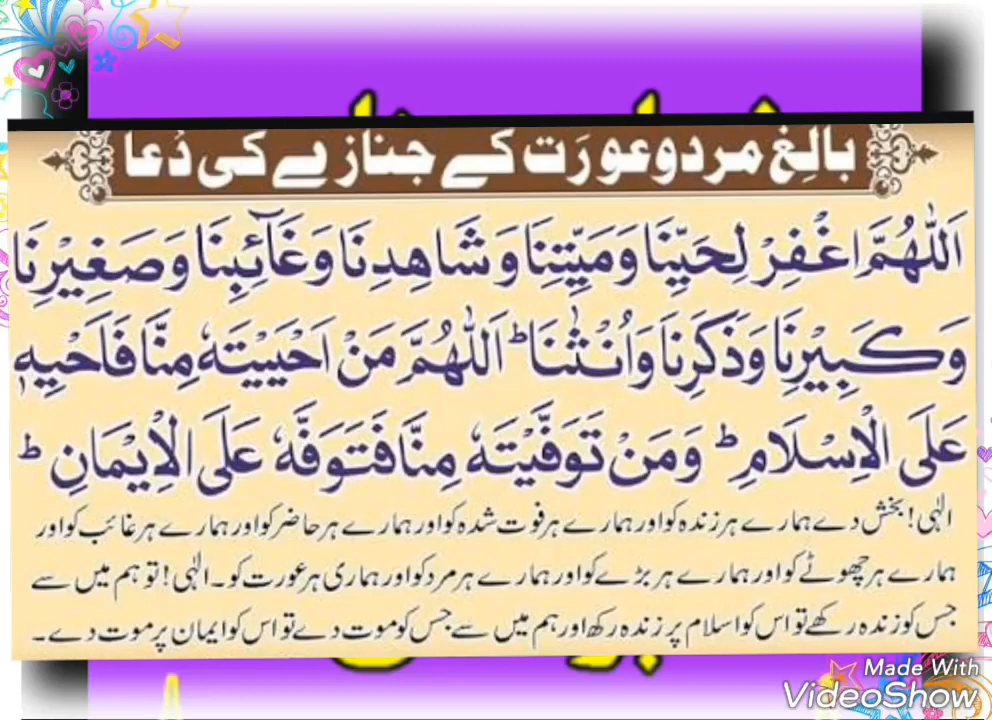 بالِغ مرد و عورَت کے جنازے کی دُعا
اَللّٰهُمَّ اغْفِرْ لِحَيِّنَا وَمَيِّتِنَا وَشَاهِدِنَا وَغَآئِبِنَا وَصَغِيْرِنَا
وَكَبِيْرِنَا وَذَكَرِنَا وَاُنْثٰنَا ؕ اَللّٰهُمَّ مَنْ اَحْيَيْتَهٗ مِنَّا فَاَحْيِهٖ
عَلَى الْاِسْلَامِ ؕ وَمَنْ تَوَفَّيْتَهٗ مِنَّا فَتَوَفَّهٗ عَلَى الْاِيْمَانِ ؕ
الٰہی! بخش دے ہمارے ہر زندہ کو اور ہمارے ہر فوت شدہ کو اور ہمارے ہر حاضر کو اور ہمارے ہر غائب کو اور
ہمارے ہر چھوٹے کو اور ہمارے ہر بڑے کو اور ہمارے ہر مرد کو اور ہماری ہر عورت کو۔ الٰہی! تو ہم میں سے
جس کو زندہ رکھے تو اس کو اسلام پر زندہ رکھ اور ہم میں سے جس کو موت دے تو اس کو ایمان پر موت دے۔
Made With
VideoShow